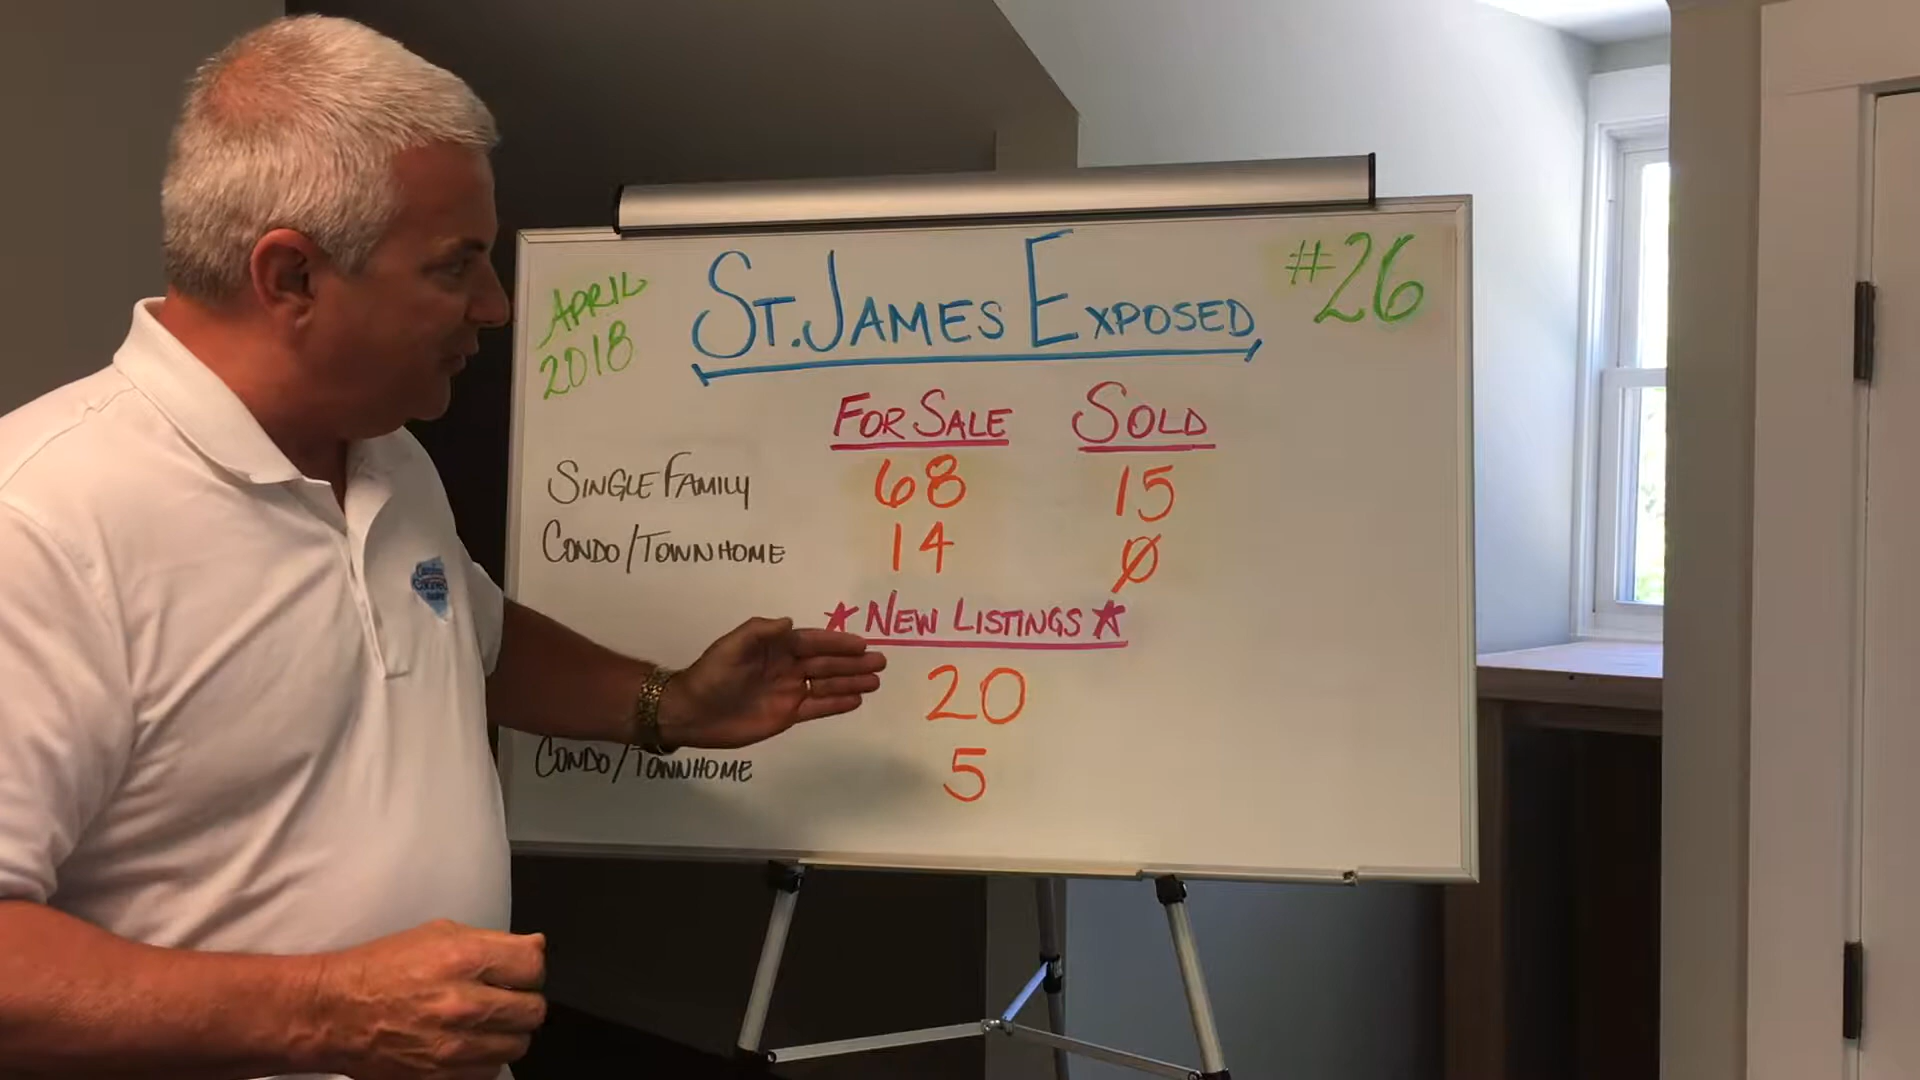 APRIL
2018
ST. JAMES EXPOSED
#26
FOR SALE SOLD
SINGLE FAMILY 68 15
CONDO/TOWNHOME 14 Ø
★ NEW LISTINGS ★
20
CONDO/TOWNHOME 5